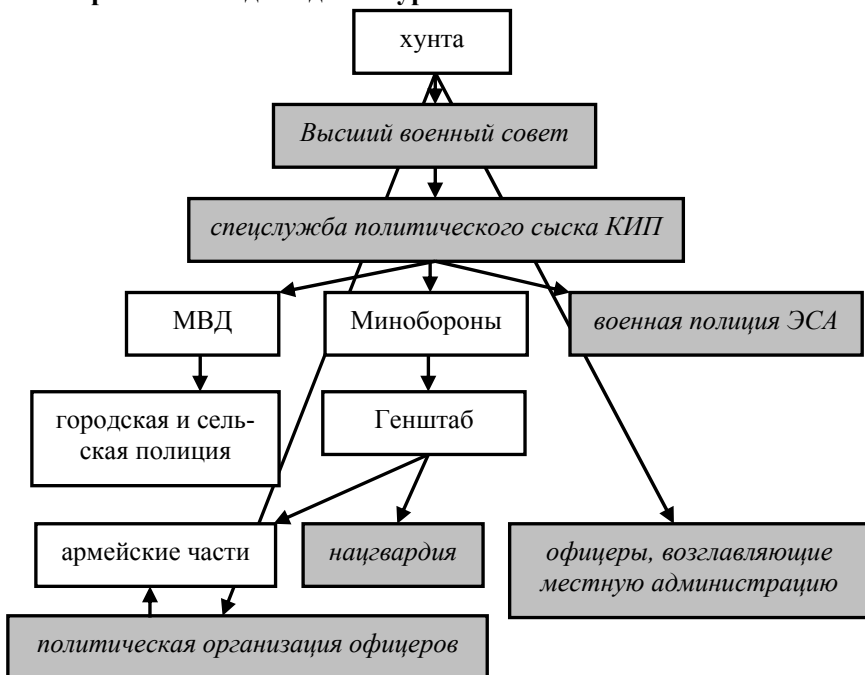 хунта
Высший военный совет
спецслужба политического сыска КИП
МВД
Минобороны
военная полиция ЭСА
городская и сель-
ская полиция
Генштаб
армейские части
нацгвардия
офицеры, возглавляющие
местную администрацию
политическая организация офицеров